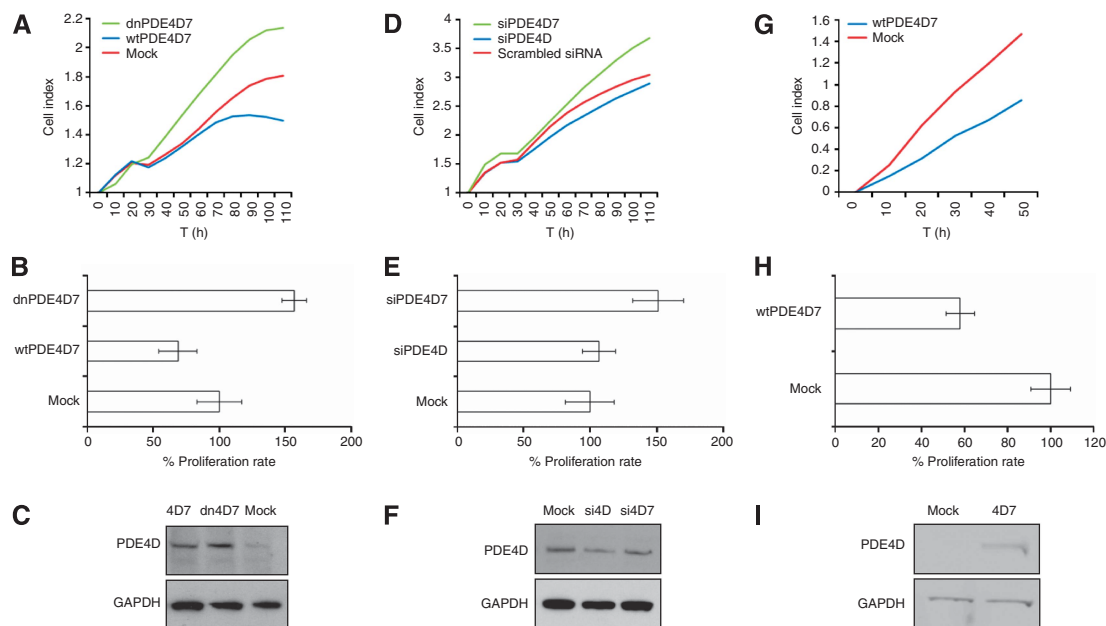 A
dnPDE4D7
wtPDE4D7
Mock
Cell index
2.2
2
1.8
1.6
1.4
1.2
1
0 10 20 30 40 50 60 70 80 90 100 110
T (h)
D
siPDE4D7
siPDE4D
Scrambled siRNA
Cell index
4
3.5
3
2.5
2
1.5
1
0 10 20 30 40 50 60 70 80 90 100 110
T (h)
G
wtPDE4D7
Mock
Cell index
1.6
1.4
1.2
1
0.8
0.6
0.4
0.2
0
0 10 20 30 40 50
T (h)
B
dnPDE4D7
wtPDE4D7
Mock
0 50 100 150 200
% Proliferation rate
E
siPDE4D7
siPDE4D
Mock
0 50 100 150 200
% Proliferation rate
H
wtPDE4D7
Mock
0 20 40 60 80 100 120
% Proliferation rate
C
4D7 dn4D7 Mock
PDE4D
GAPDH
F
Mock si4D si4D7
PDE4D
GAPDH
I
Mock 4D7
PDE4D
GAPDH